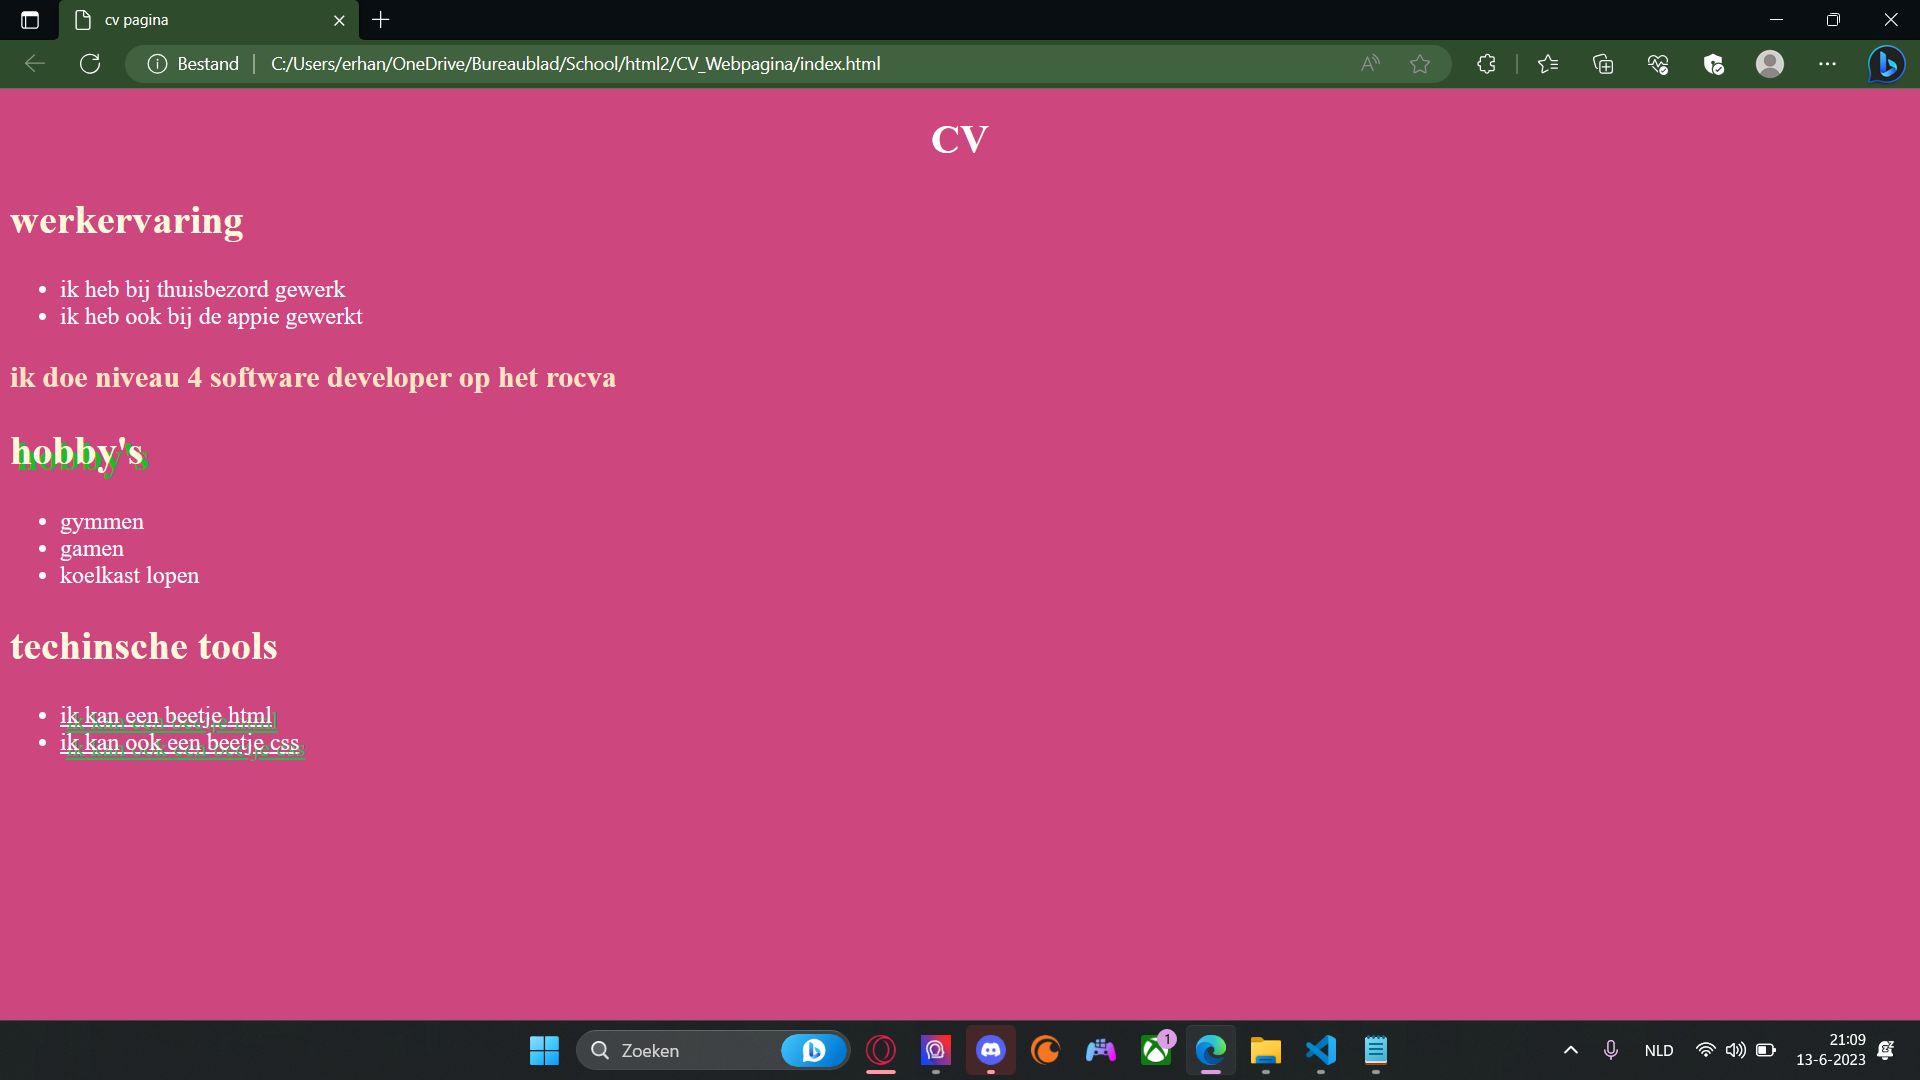 cv pagina
Bestand
C:/Users/erhan/OneDrive/Bureaublad/School/html2/CV_Webpagina/index.html
CV
werkervaring
ik heb bij thuisbezord gewerk
ik heb ook bij de appie gewerkt
ik doe niveau 4 software developer op het rocva
hobby's
gymmen
gamen
koelkast lopen
techinsche tools
ik kan een beetje html
ik kan ook een beetje css
Zoeken
1
NLD
21:09
13-6-2023